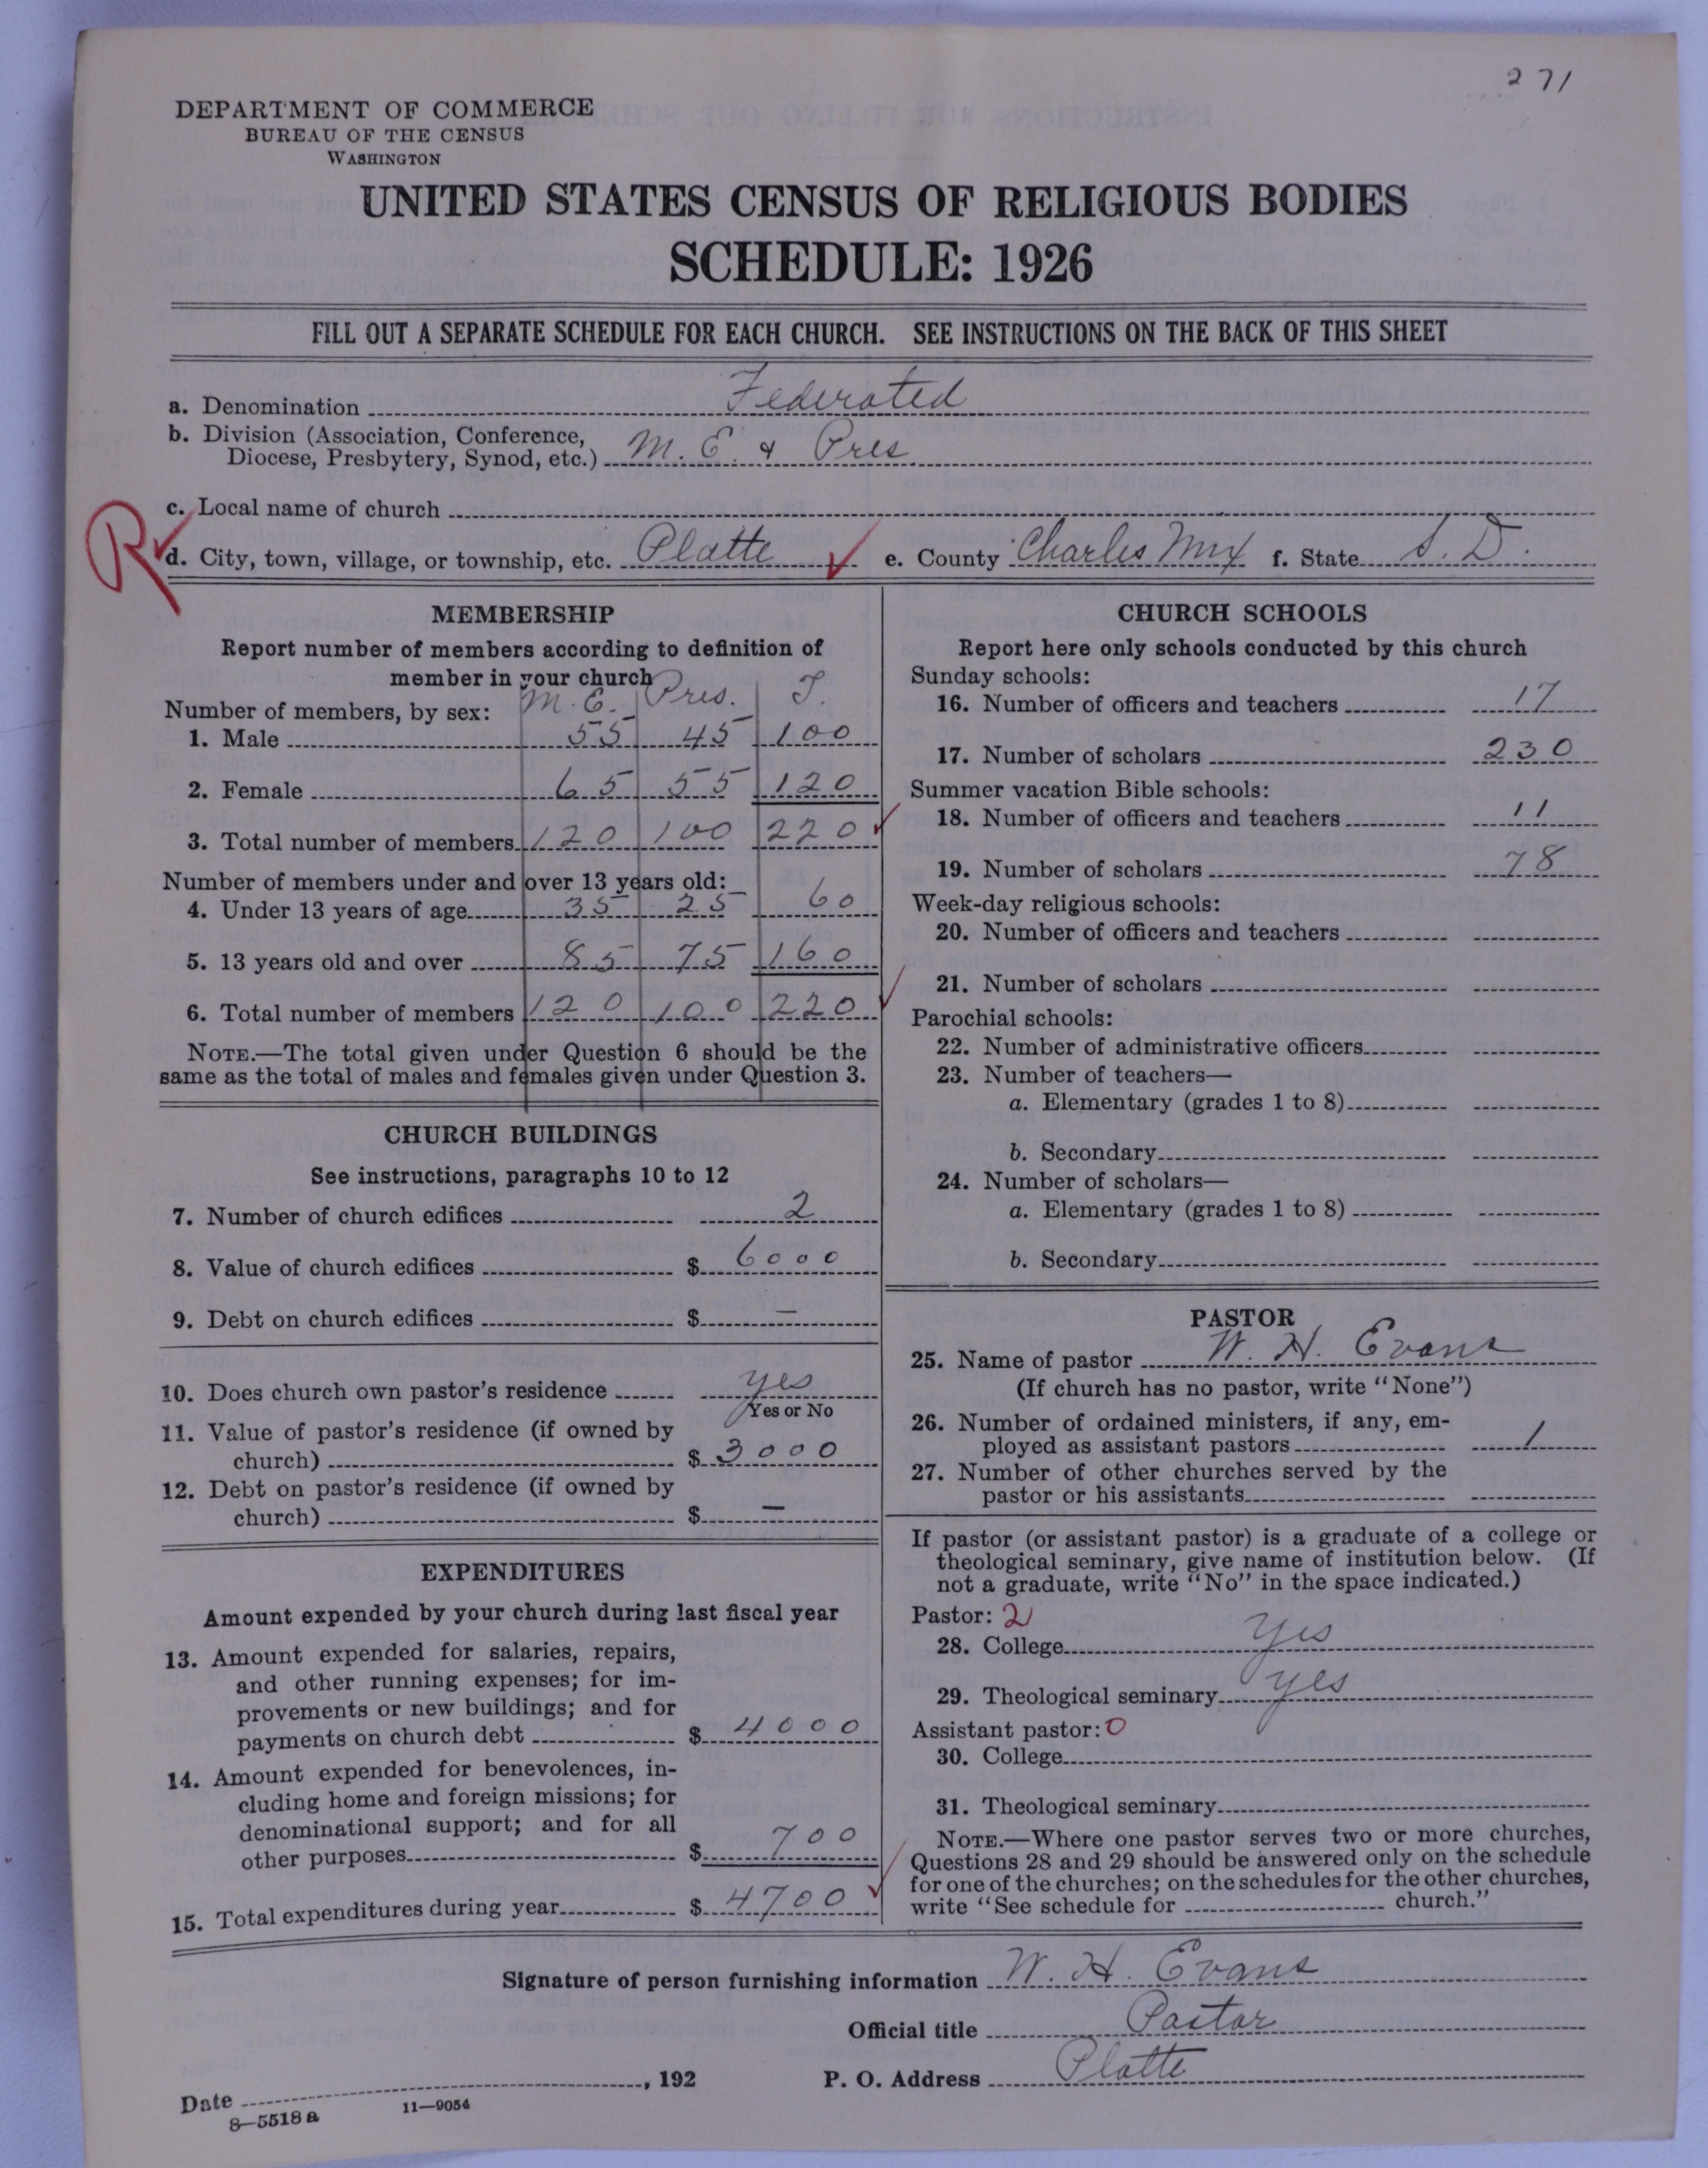 271
DEPARTMENT OF COMMERCE
BUREAU OF THE CENSUS
WASHINGTON
UNITED STATES CENSUS OF RELIGIOUS BODIES
SCHEDULE: 1926
FILL OUT A SEPARATE SCHEDULE FOR EACH CHURCH. SEE INSTRUCTIONS ON THE BACK OF THIS SHEET
a. Denomination Federated
b. Division (Association, Conference,
Diocese, Presbytery, Synod, etc.) M. E. & Pres
c. Local name of church
R
d. City, town, village, or township, etc. Platte e. County Charles Mix f. State S. D.
MEMBERSHIP
Report number of members according to definition of
member in your church
M. E. Pres. T.
Number of members, by sex:
1. Male 55 45 100
2. Female 65 55 120
3. Total number of members 120 100 220
Number of members under and over 13 years old:
4. Under 13 years of age 35 25 60
5. 13 years old and over 85 75 160
6. Total number of members 120 100 220
NOTE.—The total given under Question 6 should be the
same as the total of males and females given under Question 3.
CHURCH BUILDINGS
See instructions, paragraphs 10 to 12
7. Number of church edifices 2
8. Value of church edifices $ 6000
9. Debt on church edifices $ —
10. Does church own pastor's residence yes
Yes or No
11. Value of pastor's residence (if owned by
church) $ 3000
12. Debt on pastor's residence (if owned by
church) $ —
EXPENDITURES
Amount expended by your church during last fiscal year
13. Amount expended for salaries, repairs,
and other running expenses; for im-
provements or new buildings; and for
payments on church debt $ 4000
14. Amount expended for benevolences, in-
cluding home and foreign missions; for
denominational support; and for all
other purposes $ 700
15. Total expenditures during year $ 4700
CHURCH SCHOOLS
Report here only schools conducted by this church
Sunday schools:
16. Number of officers and teachers 17
17. Number of scholars 230
Summer vacation Bible schools:
18. Number of officers and teachers 11
19. Number of scholars 78
Week-day religious schools:
20. Number of officers and teachers
21. Number of scholars
Parochial schools:
22. Number of administrative officers
23. Number of teachers—
a. Elementary (grades 1 to 8)
b. Secondary
24. Number of scholars—
a. Elementary (grades 1 to 8)
b. Secondary
PASTOR
25. Name of pastor W. H. Evans
(If church has no pastor, write "None")
26. Number of ordained ministers, if any, em-
ployed as assistant pastors 1
27. Number of other churches served by the
pastor or his assistants
If pastor (or assistant pastor) is a graduate of a college or
theological seminary, give name of institution below. (If
not a graduate, write "No" in the space indicated.)
Pastor: 2
28. College yes
29. Theological seminary yes
Assistant pastor: 0
30. College
31. Theological seminary
NOTE.—Where one pastor serves two or more churches,
Questions 28 and 29 should be answered only on the schedule
for one of the churches; on the schedules for the other churches,
write "See schedule for church."
Signature of person furnishing information W. H. Evans
Official title Pastor
Date , 192 P. O. Address Platte
8—5518 a 11—9054